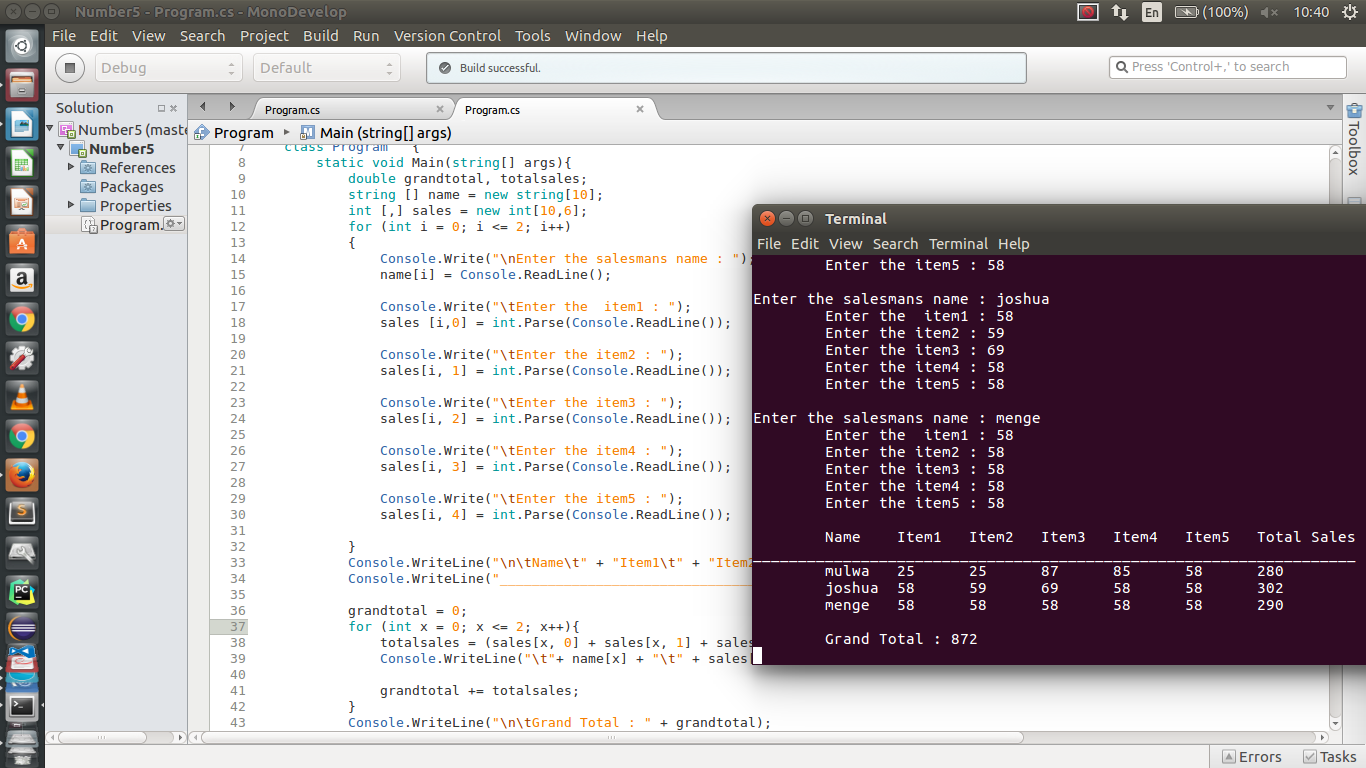 Number5 - Program.cs - MonoDevelop
En (100%) 10:40
File Edit View Search Project Build Run Version Control Tools Window Help
Debug Default Build successful. Press 'Control+,' to search
Solution
Number5 (maste
Number5
References
Packages
Properties
Program.
Program.cs Program.cs
Program Main (string[] args)
Toolbox
7 class Program {
8 static void Main(string[] args){
9 double grandtotal, totalsales;
10 string [] name = new string[10];
11 int [,] sales = new int[10,6];
12 for (int i = 0; i <= 2; i++)
13 {
14 Console.Write("\nEnter the salesmans name : ");
15 name[i] = Console.ReadLine();
16
17 Console.Write("\tEnter the  item1 : ");
18 sales [i,0] = int.Parse(Console.ReadLine());
19
20 Console.Write("\tEnter the item2 : ");
21 sales[i, 1] = int.Parse(Console.ReadLine());
22
23 Console.Write("\tEnter the item3 : ");
24 sales[i, 2] = int.Parse(Console.ReadLine());
25
26 Console.Write("\tEnter the item4 : ");
27 sales[i, 3] = int.Parse(Console.ReadLine());
28
29 Console.Write("\tEnter the item5 : ");
30 sales[i, 4] = int.Parse(Console.ReadLine());
31
32 }
33 Console.WriteLine("\n\tName\t" + "Item1\t" + "Item2
34 Console.WriteLine("________________________________
35
36 grandtotal = 0;
37 for (int x = 0; x <= 2; x++){
38 totalsales = (sales[x, 0] + sales[x, 1] + sales
39 Console.WriteLine("\t"+ name[x] + "\t" + sales[
40
41 grandtotal += totalsales;
42 }
43 Console.WriteLine("\n\tGrand Total : " + grandtotal);
Terminal
File Edit View Search Terminal Help
Enter the item5 : 58
Enter the salesmans name : joshua
Enter the  item1 : 58
Enter the item2 : 59
Enter the item3 : 69
Enter the item4 : 58
Enter the item5 : 58
Enter the salesmans name : menge
Enter the  item1 : 58
Enter the item2 : 58
Enter the item3 : 58
Enter the item4 : 58
Enter the item5 : 58
Name Item1 Item2 Item3 Item4 Item5 Total Sales
mulwa 25 25 87 85 58 280
joshua 58 59 69 58 58 302
menge 58 58 58 58 58 290
Grand Total : 872
Errors Tasks